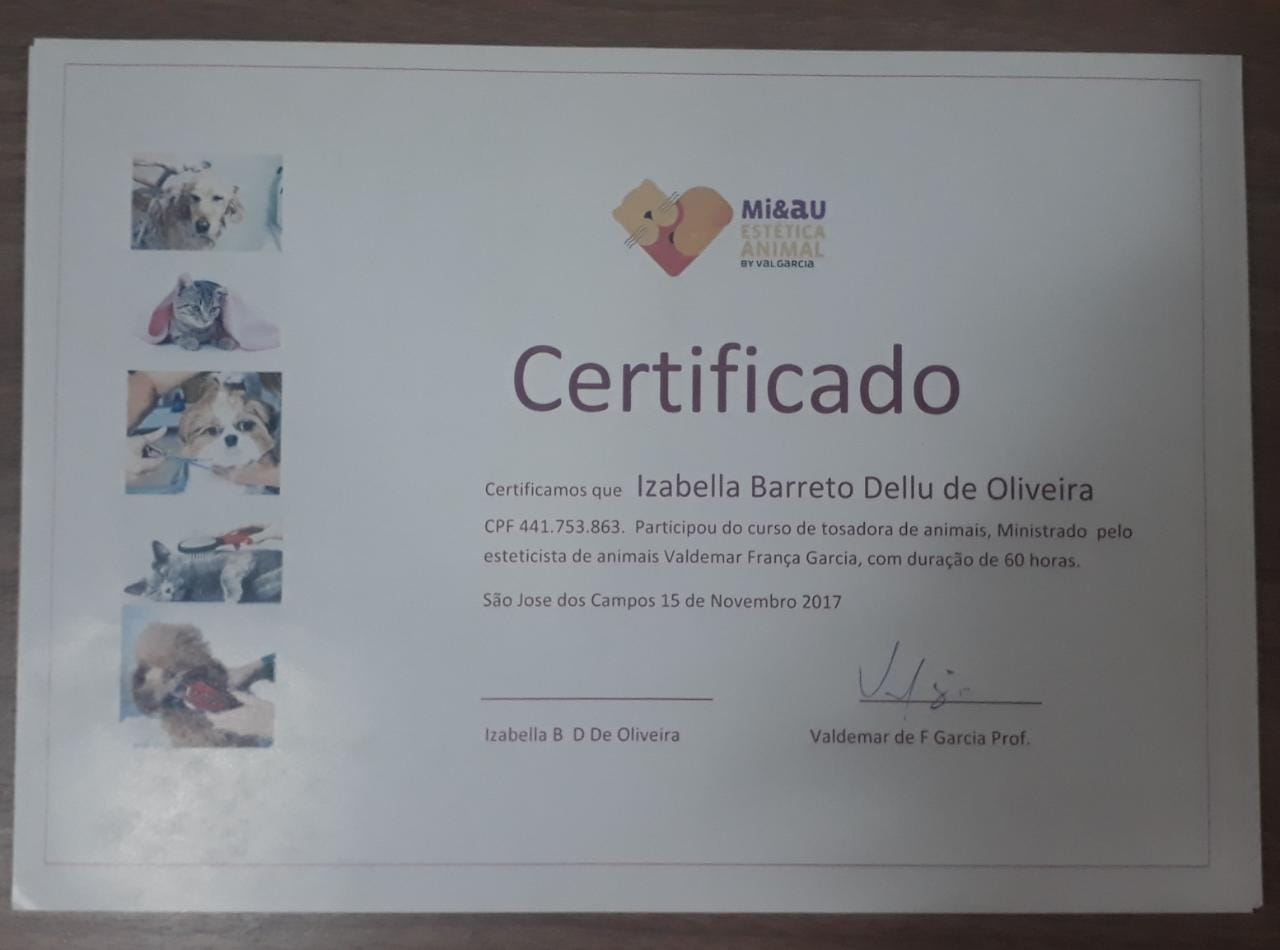 Mi&aU
ESTÉTICA
ANIMAL
BY VaLGaRCIa
Certificado
Certificamos que Izabella Barreto Dellu de Oliveira
CPF 441.753.863. Participou do curso de tosadora de animais, Ministrado pelo
esteticista de animais Valdemar França Garcia, com duração de 60 horas.
São Jose dos Campos 15 de Novembro 2017
Izabella B D De Oliveira
Valdemar de F Garcia Prof.